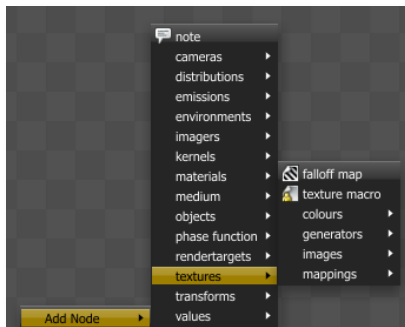 note
cameras
distributions
emissions
environments
imagers
kernels
materials
medium
objects
phase function
rendertargets
textures
transforms
values
falloff map
texture macro
colours
generators
images
mappings
Add Node